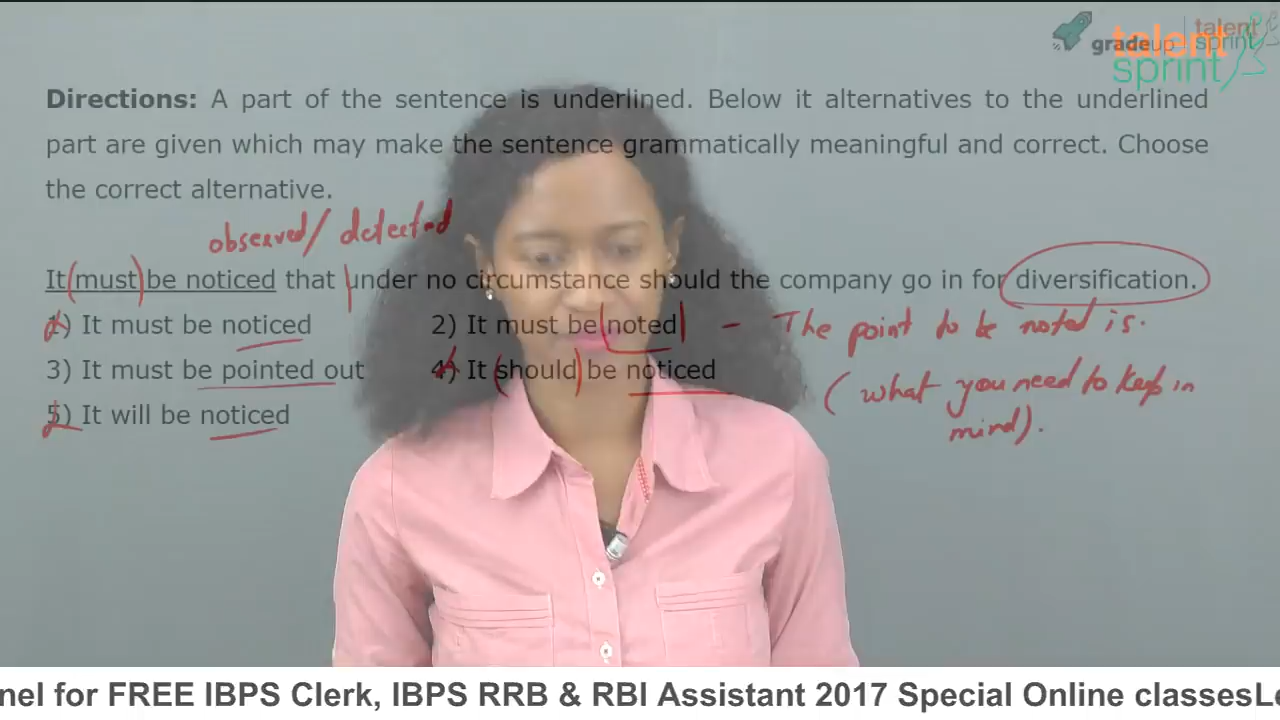 gradeup
talent
sprint
talent
sprint
Directions: A part of the sentence is underlined. Below it alternatives to the underlined
part are given which may make the sentence grammatically meaningful and correct. Choose
the correct alternative.
observed/ detected
It must be noticed that under no circumstance should the company go in for diversification.
1) It must be noticed
2) It must be noted – The point to be noted is.
3) It must be pointed out
4) It should be noticed
(what you need to keep in
mind).
5) It will be noticed
nel for FREE IBPS Clerk, IBPS RRB & RBI Assistant 2017 Special Online classesLe